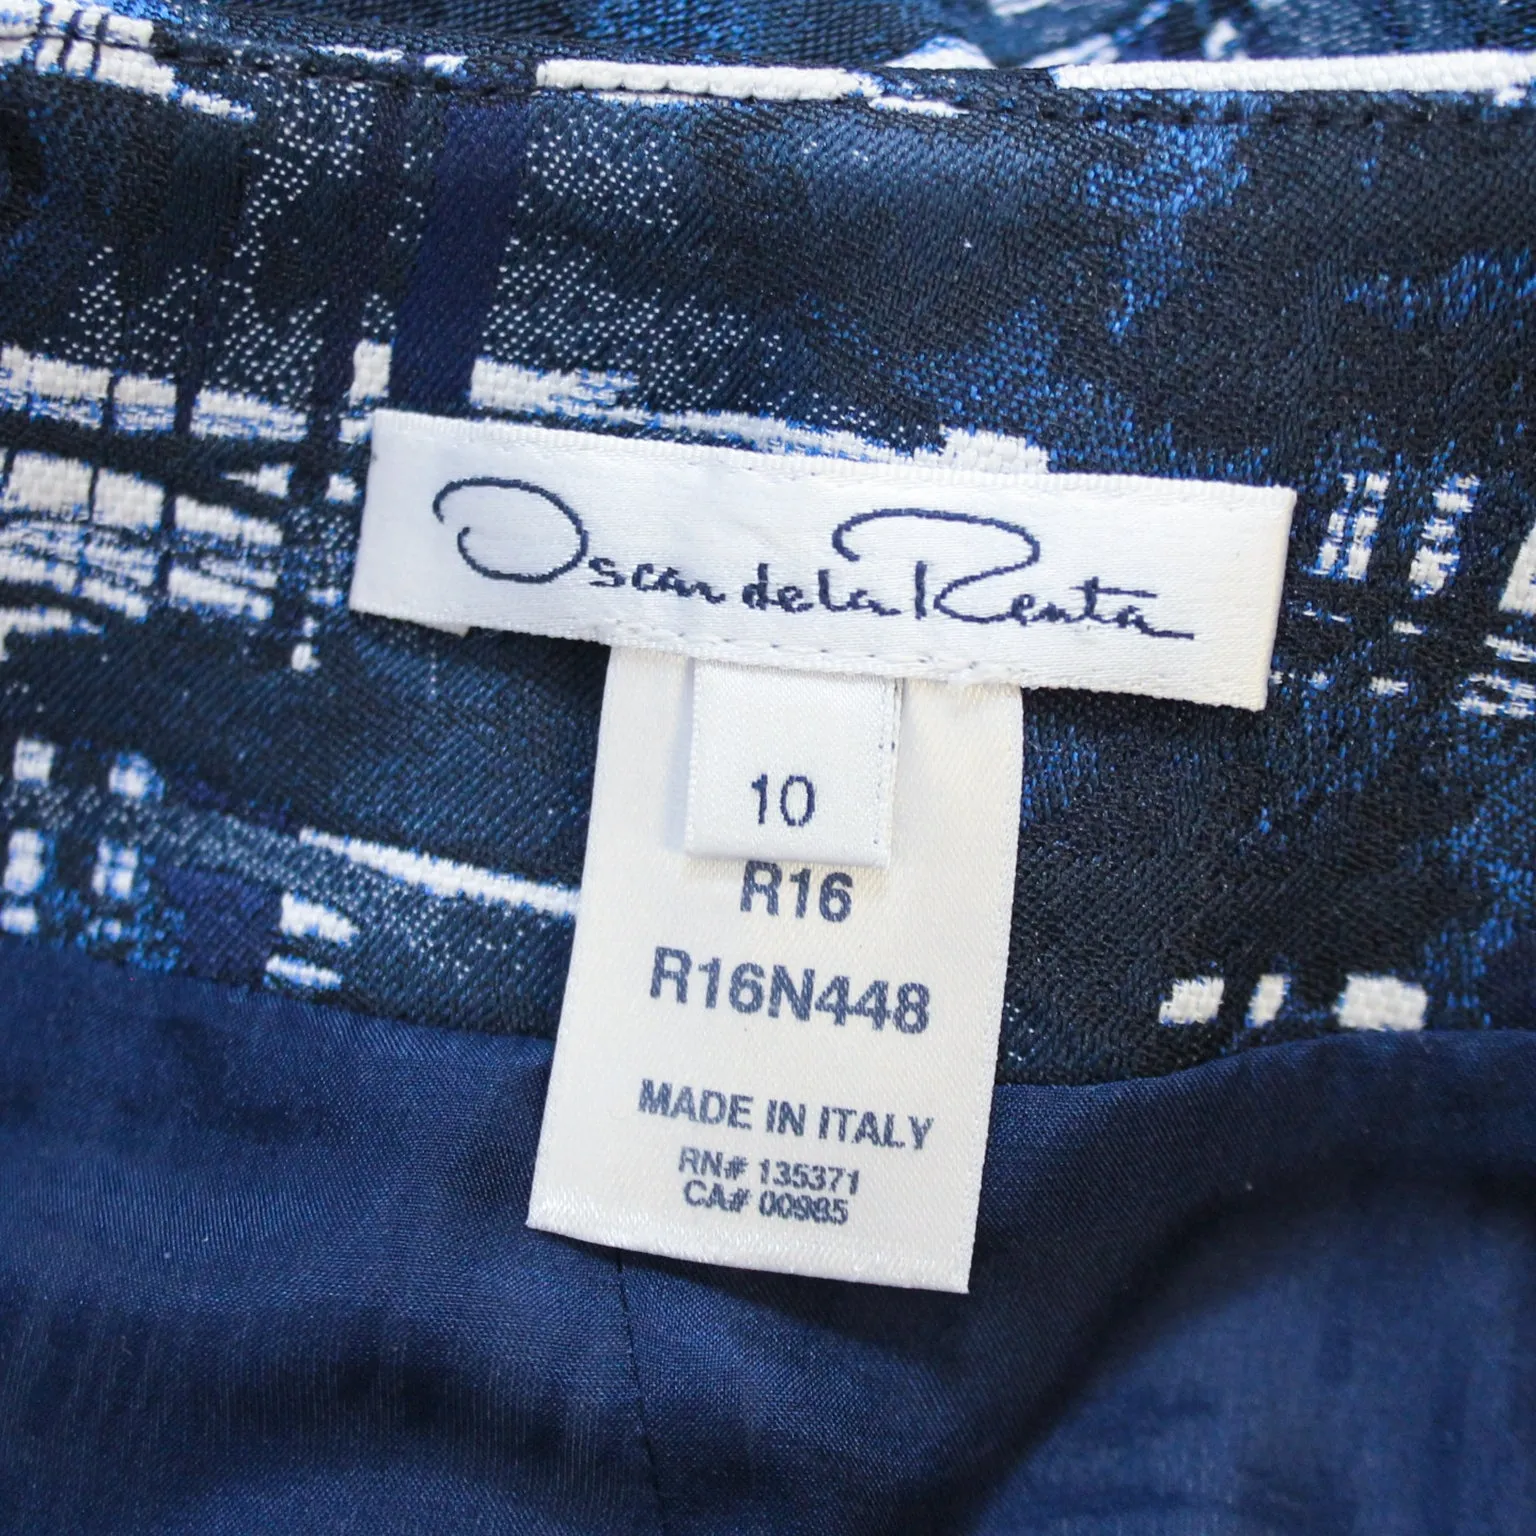 Oscar de la Renta
10
R16
R16N448
MADE IN ITALY
RN# 135371
CA# 00985